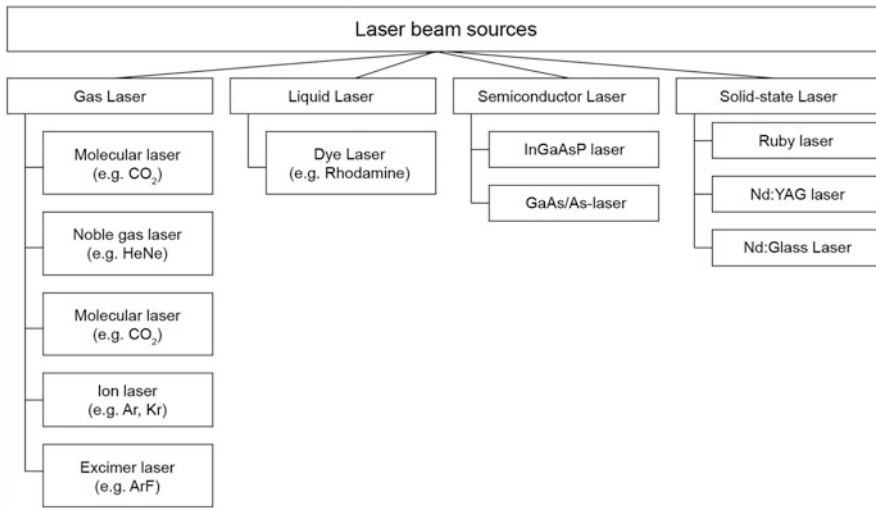 Laser beam sources
Gas Laser
Molecular laser
(e.g. CO₂)
Noble gas laser
(e.g. HeNe)
Molecular laser
(e.g. CO₂)
Ion laser
(e.g. Ar, Kr)
Excimer laser
(e.g. ArF)
Liquid Laser
Dye Laser
(e.g. Rhodamine)
Semiconductor Laser
InGaAsP laser
GaAs/As-laser
Solid-state Laser
Ruby laser
Nd:YAG laser
Nd:Glass Laser